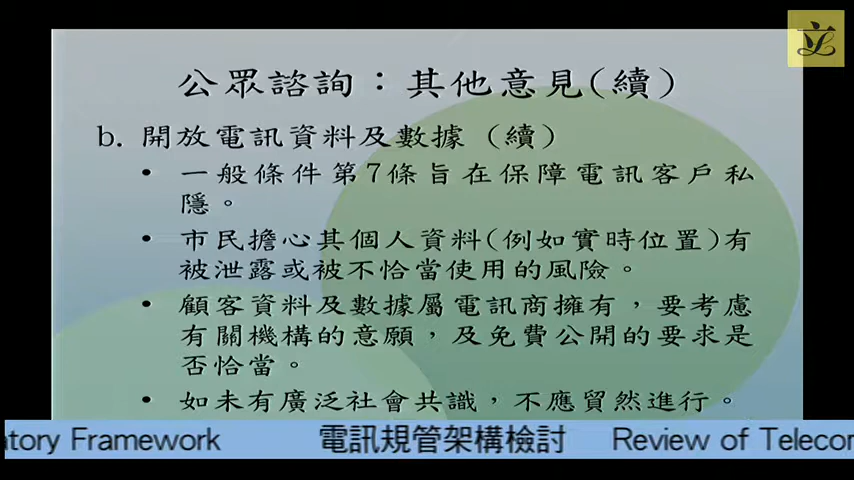 立
公眾諮詢：其他意見(續)
b. 開放電訊資料及數據 (續)
• 一般條件第7條旨在保障電訊客戶私
隱。
• 市民擔心其個人資料(例如實時位置)有
被泄露或被不恰當使用的風險。
• 顧客資料及數據屬電訊商擁有，要考慮
有關機構的意願，及免費公開的要求是
否恰當。
• 如未有廣泛社會共識，不應貿然進行。
atory Framework 電訊規管架構檢討 Review of Telecor